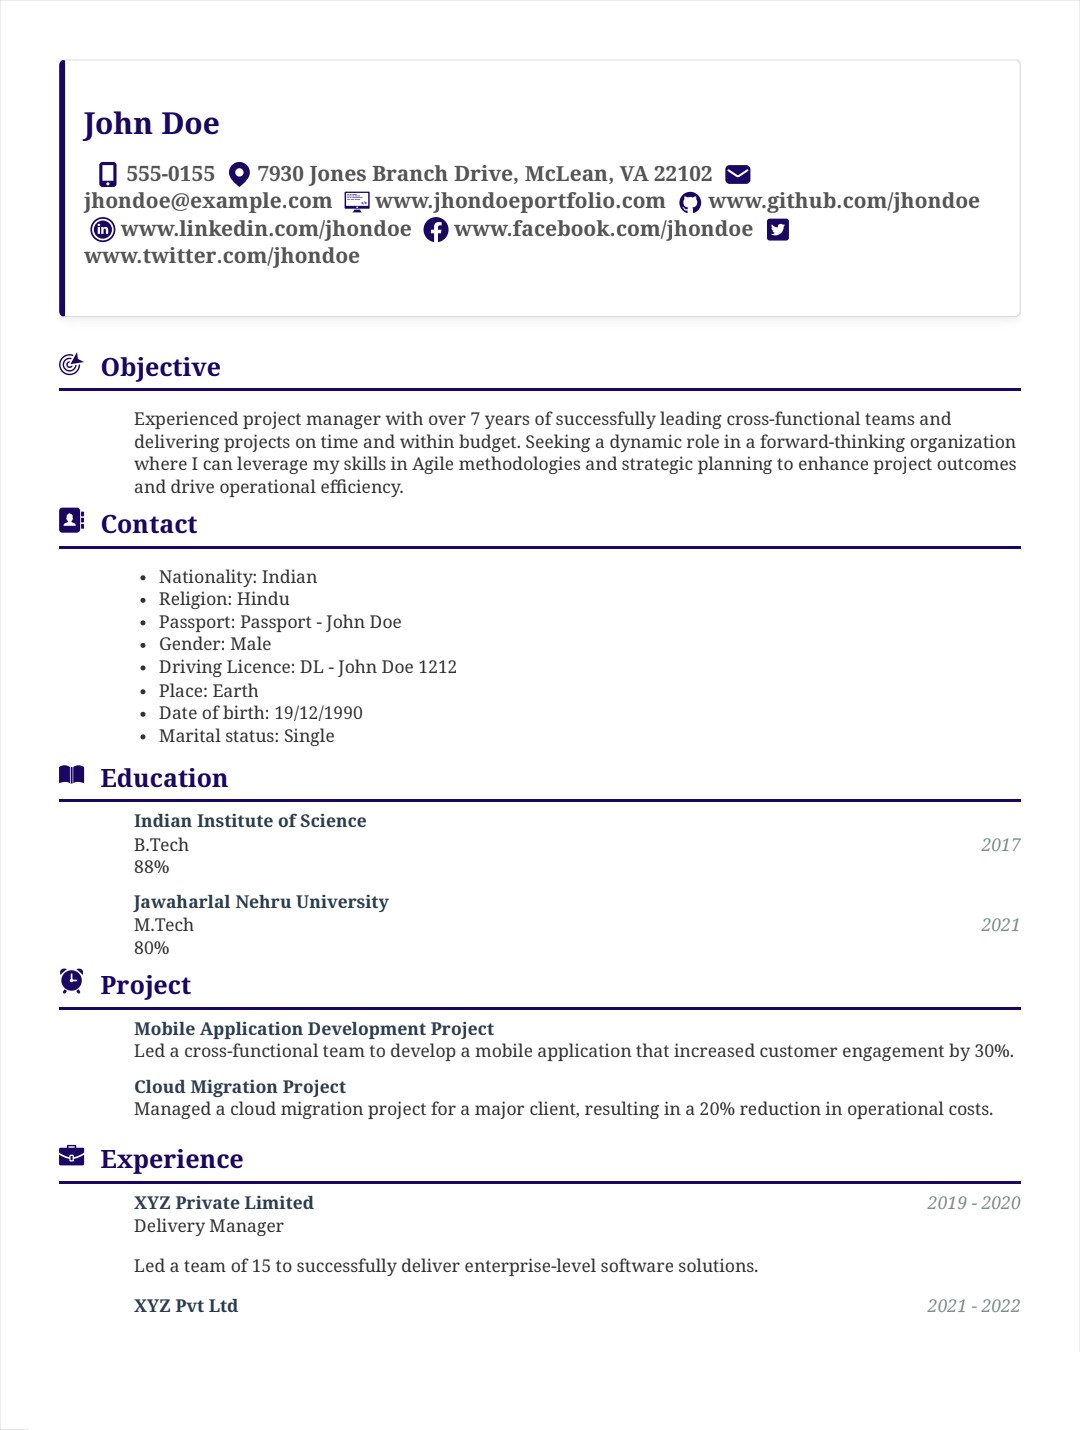 John Doe
555-0155 7930 Jones Branch Drive, McLean, VA 22102
jhondoe@example.com www.jhondoeportfolio.com www.github.com/jhondoe
www.linkedin.com/jhondoe www.facebook.com/jhondoe
www.twitter.com/jhondoe
Objective
Experienced project manager with over 7 years of successfully leading cross-functional teams and
delivering projects on time and within budget. Seeking a dynamic role in a forward-thinking organization
where I can leverage my skills in Agile methodologies and strategic planning to enhance project outcomes
and drive operational efficiency.
Contact
• Nationality: Indian
• Religion: Hindu
• Passport: Passport - John Doe
• Gender: Male
• Driving Licence: DL - John Doe 1212
• Place: Earth
• Date of birth: 19/12/1990
• Marital status: Single
Education
Indian Institute of Science
B.Tech 2017
88%
Jawaharlal Nehru University
M.Tech 2021
80%
Project
Mobile Application Development Project
Led a cross-functional team to develop a mobile application that increased customer engagement by 30%.
Cloud Migration Project
Managed a cloud migration project for a major client, resulting in a 20% reduction in operational costs.
Experience
XYZ Private Limited 2019 - 2020
Delivery Manager
Led a team of 15 to successfully deliver enterprise-level software solutions.
XYZ Pvt Ltd 2021 - 2022